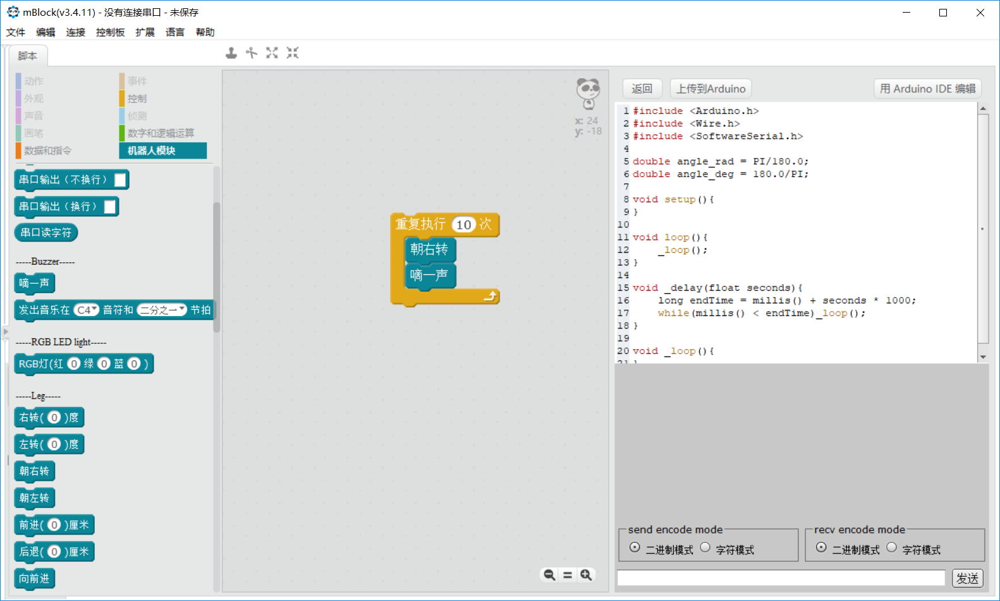 mBlock(v3.4.11) - 没有连接串口 - 未保存
文件 编辑 连接 控制板 扩展 语言 帮助
脚本
动作 事件
外观 控制
声音 侦测
画笔 数字和逻辑运算
数据和指令 机器人模块
串口输出（不换行）
串口输出（换行）
串口读字符
-----Buzzer-----
嘀一声
发出音乐在 C4 音符和 二分之一 节拍
-----RGB LED light-----
RGB灯(红 0 绿 0 蓝 0 )
-----Leg-----
右转( 0 )度
左转( 0 )度
朝右转
朝左转
前进( 0 )厘米
后退( 0 )厘米
向前进
重复执行 10 次
朝右转
嘀一声
x: 24
y: -18
返回 上传到Arduino 用 Arduino IDE 编辑
1 #include <Arduino.h>
2 #include <Wire.h>
3 #include <SoftwareSerial.h>
4
5 double angle_rad = PI/180.0;
6 double angle_deg = 180.0/PI;
7
8 void setup(){
9 }
10
11 void loop(){
12 _loop();
13 }
14
15 void _delay(float seconds){
16 long endTime = millis() + seconds * 1000;
17 while(millis() < endTime)_loop();
18 }
19
20 void _loop(){
21 }
send encode mode
二进制模式 字符模式
recv encode mode
二进制模式 字符模式
发送